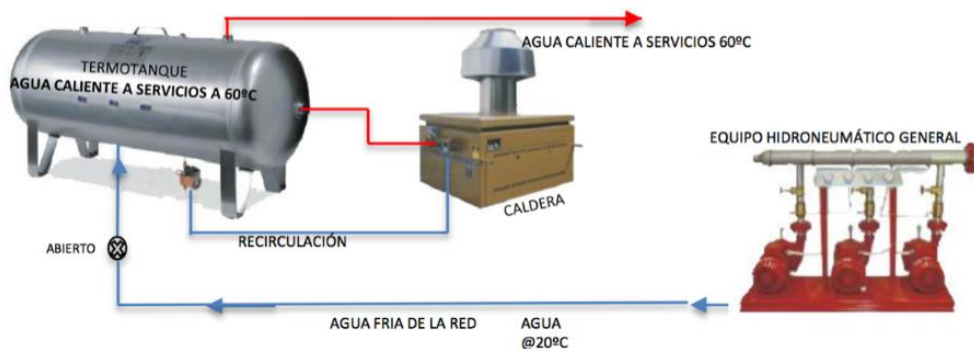 AGUA CALIENTE A SERVICIOS 60ºC
TERMOTANQUE
AGUA CALIENTE A SERVICIOS A 60ºC
EQUIPO HIDRONEUMÁTICO GENERAL
CALDERA
RECIRCULACIÓN
ABIERTO
AGUA FRIA DE LA RED
AGUA
@20ºC